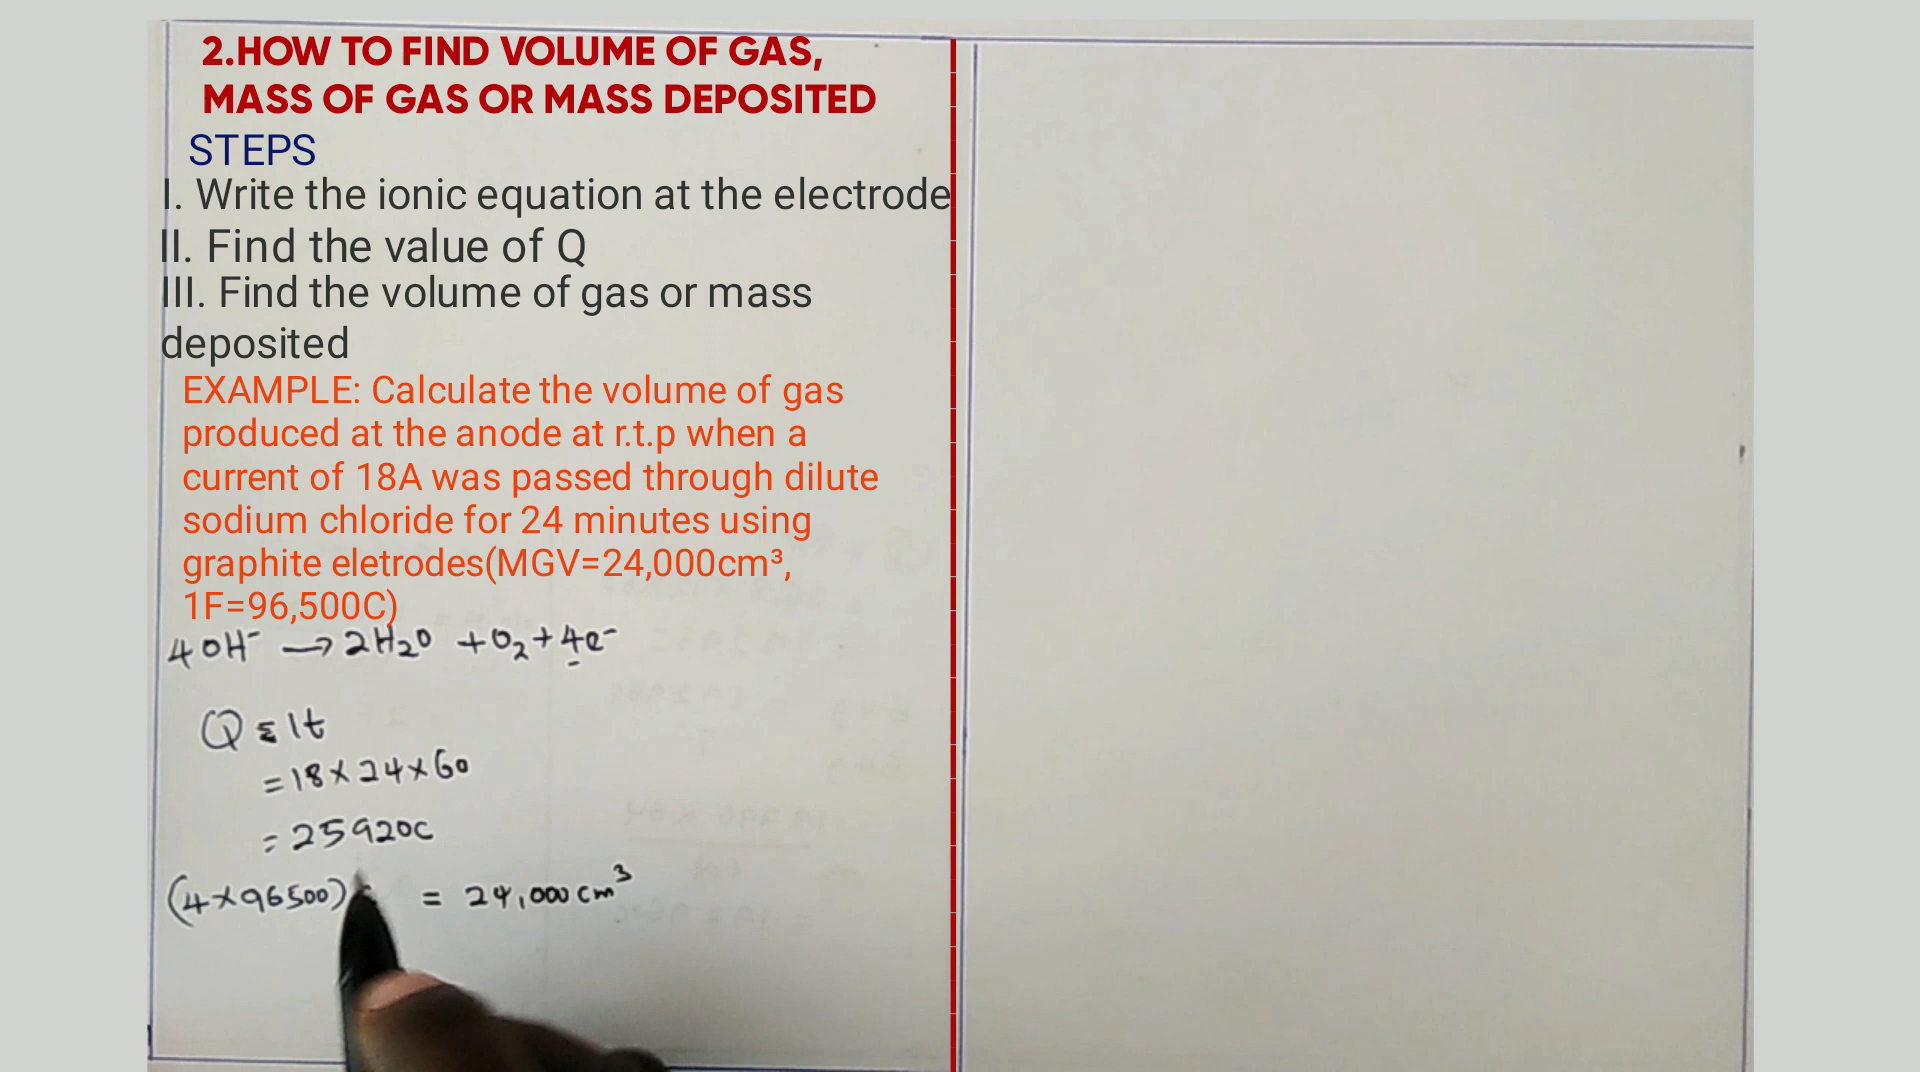 2.HOW TO FIND VOLUME OF GAS,
MASS OF GAS OR MASS DEPOSITED
STEPS
I. Write the ionic equation at the electrode
II. Find the value of Q
III. Find the volume of gas or mass
deposited
EXAMPLE: Calculate the volume of gas
produced at the anode at r.t.p when a
current of 18A was passed through dilute
sodium chloride for 24 minutes using
graphite eletrodes(MGV=24,000cm³,
1F=96,500C)
4OH⁻ → 2H₂O + O₂ + 4e⁻
Q = It
= 18 × 24 × 60
= 25920C
(4 × 96500) = 24,000cm³